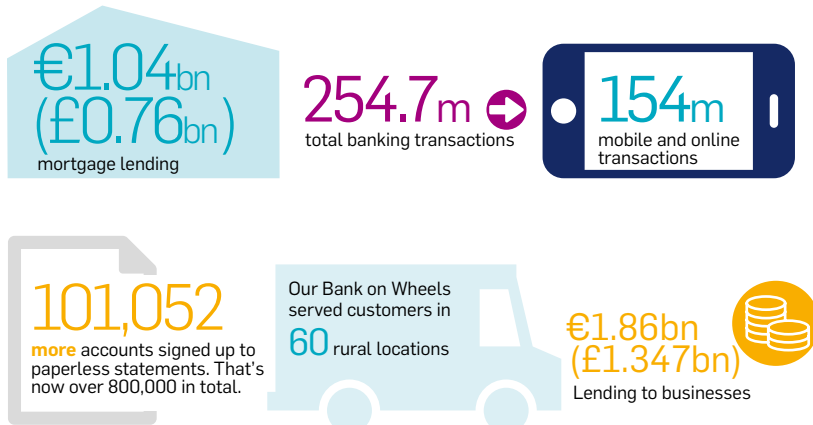 €1.04bn
(£0.76bn)
mortgage lending
254.7m
total banking transactions
154m
mobile and online
transactions
101,052
more accounts signed up to
paperless statements. That's
now over 800,000 in total.
Our Bank on Wheels
served customers in
60 rural locations
€1.86bn
(£1.347bn)
Lending to businesses